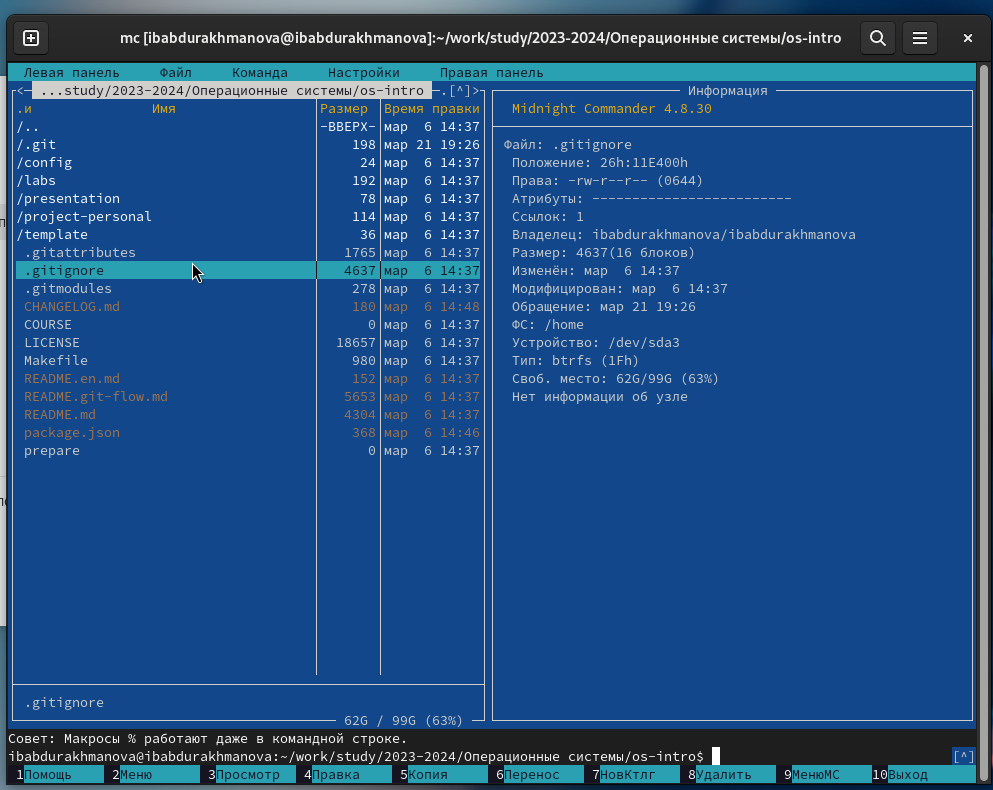 mc [ibabdurakhmanova@ibabdurakhmanova]:~/work/study/2023-2024/Операционные системы/os-intro
Левая панель Файл Команда Настройки Правая панель
<— ...study/2023-2024/Операционные системы/os-intro —.[^]>
.и Имя Размер Время правки
/.. -ВВЕРХ- мар 6 14:37
/.git 198 мар 21 19:26
/config 24 мар 6 14:37
/labs 192 мар 6 14:37
/presentation 78 мар 6 14:37
/project-personal 114 мар 6 14:37
/template 36 мар 6 14:37
.gitattributes 1765 мар 6 14:37
.gitignore 4637 мар 6 14:37
.gitmodules 278 мар 6 14:37
CHANGELOG.md 180 мар 6 14:48
COURSE 0 мар 6 14:37
LICENSE 18657 мар 6 14:37
Makefile 980 мар 6 14:37
README.en.md 152 мар 6 14:37
README.git-flow.md 5653 мар 6 14:37
README.md 4304 мар 6 14:37
package.json 368 мар 6 14:46
prepare 0 мар 6 14:37
.gitignore
62G / 99G (63%)
Информация
Midnight Commander 4.8.30
Файл: .gitignore
Положение: 26h:11E400h
Права: -rw-r--r-- (0644)
Атрибуты: -------------------------
Ссылок: 1
Владелец: ibabdurakhmanova/ibabdurakhmanova
Размер: 4637(16 блоков)
Изменён: мар 6 14:37
Модифицирован: мар 6 14:37
Обращение: мар 21 19:26
ФС: /home
Устройство: /dev/sda3
Тип: btrfs (1Fh)
Своб. место: 62G/99G (63%)
Нет информации об узле
Совет: Макросы % работают даже в командной строке.
ibabdurakhmanova@ibabdurakhmanova:~/work/study/2023-2024/Операционные системы/os-intro$ [^]
1Помощь 2Меню 3Просмотр 4Правка 5Копия 6Перенос 7НовКтлг 8Удалить 9МенюМС 10Выход